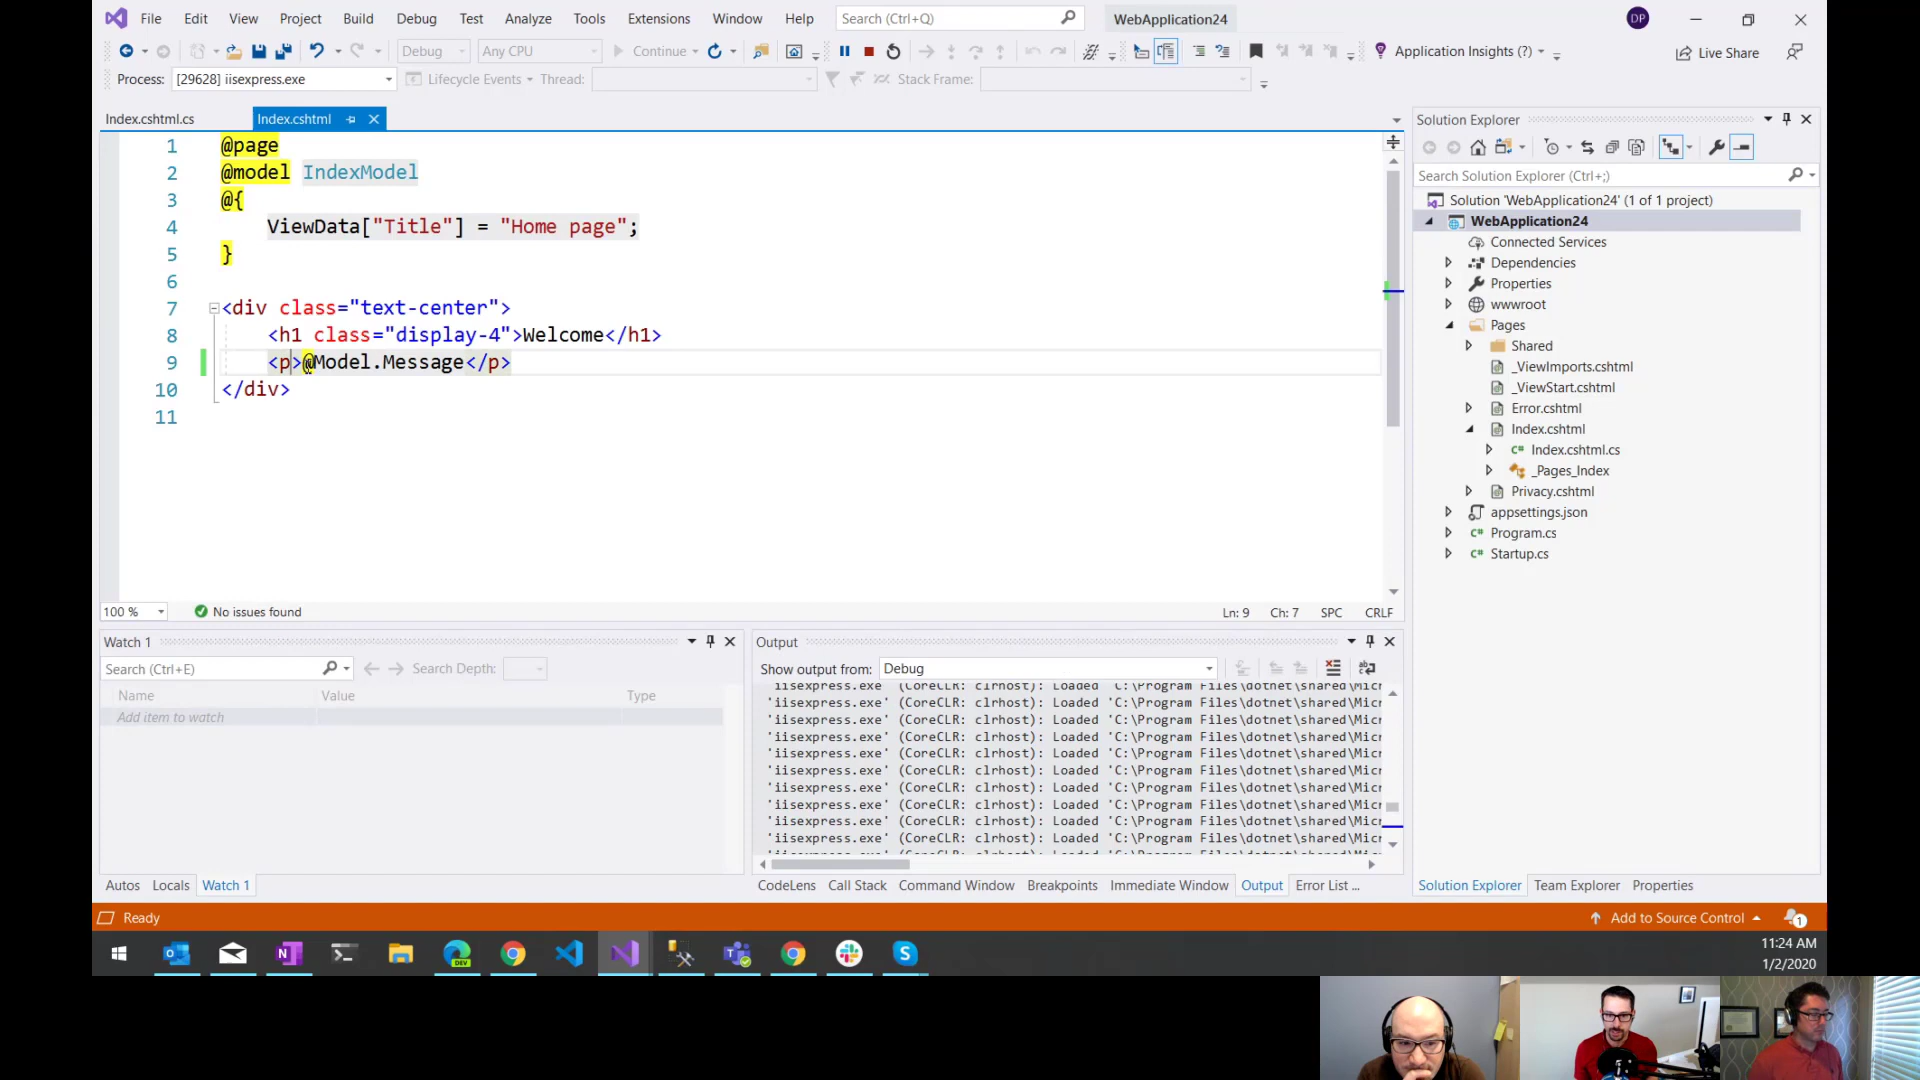 File Edit View Project Build Debug Test Analyze Tools Extensions Window Help Search (Ctrl+Q) WebApplication24 DP
Debug Any CPU Continue Application Insights (?) Live Share
Process: [29628] iisexpress.exe Lifecycle Events Thread: Stack Frame:
Index.cshtml.cs Index.cshtml
1 @page
2 @model IndexModel
3 @{
4 ViewData["Title"] = "Home page";
5 }
6
7 <div class="text-center">
8 <h1 class="display-4">Welcome</h1>
9 <p>@Model.Message</p>
10 </div>
11
100 % No issues found Ln: 9 Ch: 7 SPC CRLF
Solution Explorer
Search Solution Explorer (Ctrl+;)
Solution 'WebApplication24' (1 of 1 project)
WebApplication24
Connected Services
Dependencies
Properties
wwwroot
Pages
Shared
_ViewImports.cshtml
_ViewStart.cshtml
Error.cshtml
Index.cshtml
C# Index.cshtml.cs
_Pages_Index
Privacy.cshtml
appsettings.json
C# Program.cs
C# Startup.cs
Watch 1
Search (Ctrl+E) Search Depth:
Name Value Type
Add item to watch
Autos Locals Watch 1
Output
Show output from: Debug
'iisexpress.exe' (CoreCLR: clrhost): Loaded 'C:\Program Files\dotnet\shared\Micr
'iisexpress.exe' (CoreCLR: clrhost): Loaded 'C:\Program Files\dotnet\shared\Micr
'iisexpress.exe' (CoreCLR: clrhost): Loaded 'C:\Program Files\dotnet\shared\Micr
'iisexpress.exe' (CoreCLR: clrhost): Loaded 'C:\Program Files\dotnet\shared\Micr
'iisexpress.exe' (CoreCLR: clrhost): Loaded 'C:\Program Files\dotnet\shared\Micr
'iisexpress.exe' (CoreCLR: clrhost): Loaded 'C:\Program Files\dotnet\shared\Micr
'iisexpress.exe' (CoreCLR: clrhost): Loaded 'C:\Program Files\dotnet\shared\Micr
'iisexpress.exe' (CoreCLR: clrhost): Loaded 'C:\Program Files\dotnet\shared\Micr
'iisexpress.exe' (CoreCLR: clrhost): Loaded 'C:\Program Files\dotnet\shared\Micr
'iisexpress.exe' (CoreCLR: clrhost): Loaded 'C:\Program Files\dotnet\shared\Micr
CodeLens Call Stack Command Window Breakpoints Immediate Window Output Error List ...
Solution Explorer Team Explorer Properties
Ready Add to Source Control 1
11:24 AM
1/2/2020